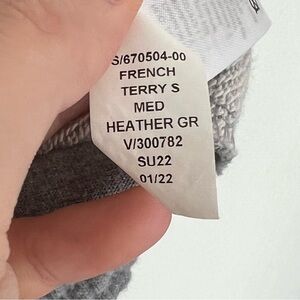 S/670504-00
FRENCH
TERRY S
MED
HEATHER GR
V/300782
SU22
01/22